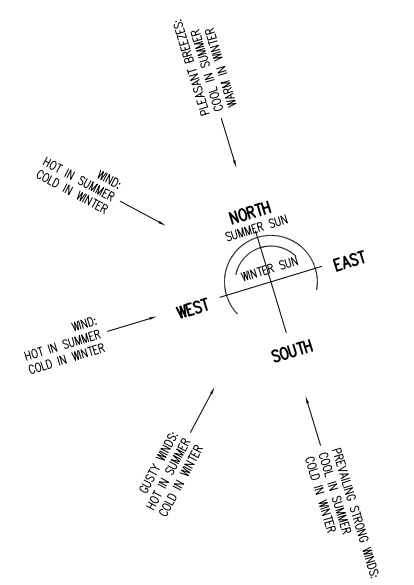 PLEASANT BREEZES:
COOL IN SUMMER
WARM IN WINTER
WIND:
HOT IN SUMMER
COLD IN WINTER
NORTH
SUMMER SUN
WINTER SUN
EAST
WEST
SOUTH
WIND:
HOT IN SUMMER
COLD IN WINTER
GUSTY WINDS:
HOT IN SUMMER
COLD IN WINTER
PREVAILING STRONG WINDS:
COOL IN SUMMER
COLD IN WINTER